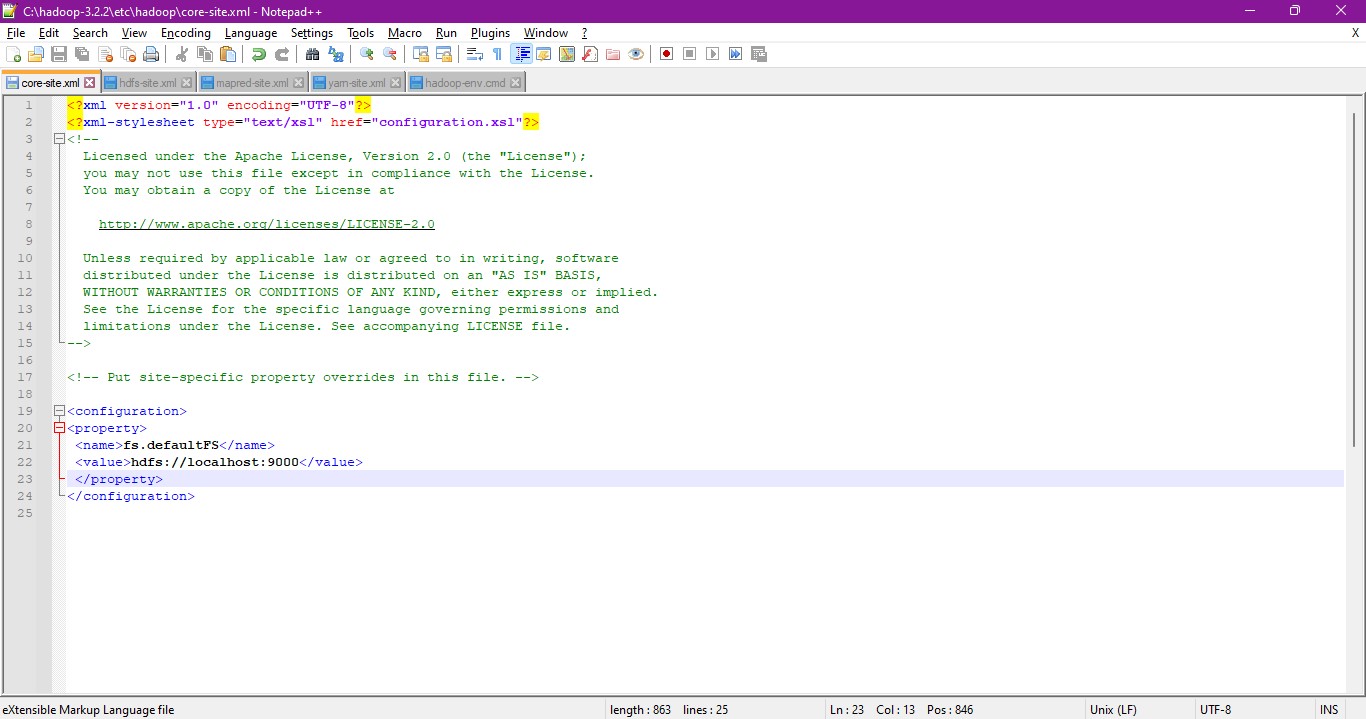 C:\hadoop-3.2.2\etc\hadoop\core-site.xml - Notepad++
File Edit Search View Encoding Language Settings Tools Macro Run Plugins Window ? X
core-site.xml hdfs-site.xml mapred-site.xml yarn-site.xml hadoop-env.cmd
1 <?xml version="1.0" encoding="UTF-8"?>
2 <?xml-stylesheet type="text/xsl" href="configuration.xsl"?>
3 <!--
4 Licensed under the Apache License, Version 2.0 (the "License");
5 you may not use this file except in compliance with the License.
6 You may obtain a copy of the License at
7
8 http://www.apache.org/licenses/LICENSE-2.0
9
10 Unless required by applicable law or agreed to in writing, software
11 distributed under the License is distributed on an "AS IS" BASIS,
12 WITHOUT WARRANTIES OR CONDITIONS OF ANY KIND, either express or implied.
13 See the License for the specific language governing permissions and
14 limitations under the License. See accompanying LICENSE file.
15 -->
16
17 <!-- Put site-specific property overrides in this file. -->
18
19 <configuration>
20 <property>
21 <name>fs.defaultFS</name>
22 <value>hdfs://localhost:9000</value>
23 </property>
24 </configuration>
25
eXtensible Markup Language file length : 863 lines : 25 Ln : 23 Col : 13 Pos : 846 Unix (LF) UTF-8 INS